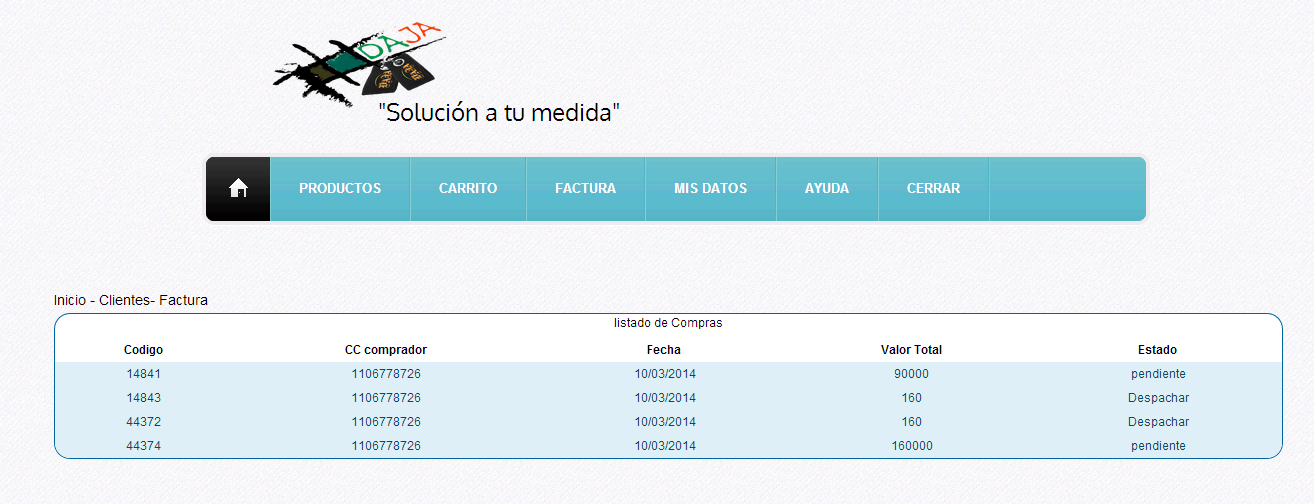 DAJA
"Solución a tu medida"
PRODUCTOS CARRITO FACTURA MIS DATOS AYUDA CERRAR
Inicio - Clientes- Factura
listado de Compras
Codigo CC comprador Fecha Valor Total Estado
14841 1106778726 10/03/2014 90000 pendiente
14843 1106778726 10/03/2014 160 Despachar
44372 1106778726 10/03/2014 160 Despachar
44374 1106778726 10/03/2014 160000 pendiente